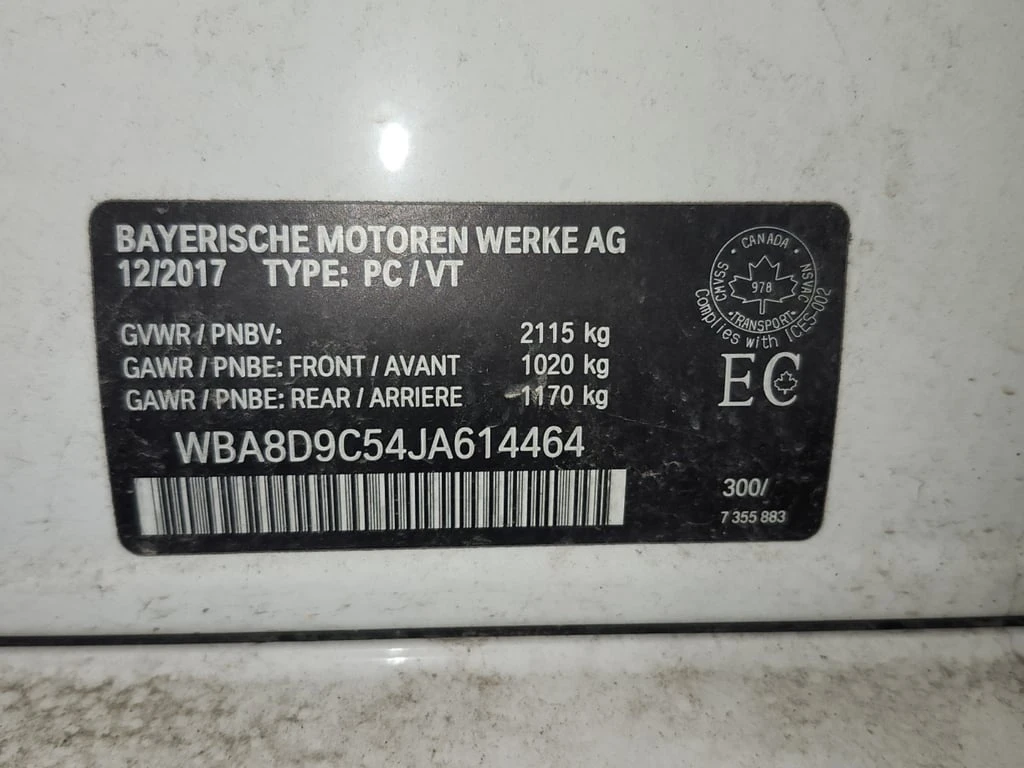 BAYERISCHE MOTOREN WERKE AG
12/2017 TYPE: PC / VT
GVWR / PNBV: 2115 kg
GAWR / PNBE: FRONT / AVANT 1020 kg
GAWR / PNBE: REAR / ARRIERE 1170 kg
WBA8D9C54JA614464
CANADA
CMVSS
978
NSVAC
TRANSPORT
Complies with ICES-002
EC
300/
7 355 883